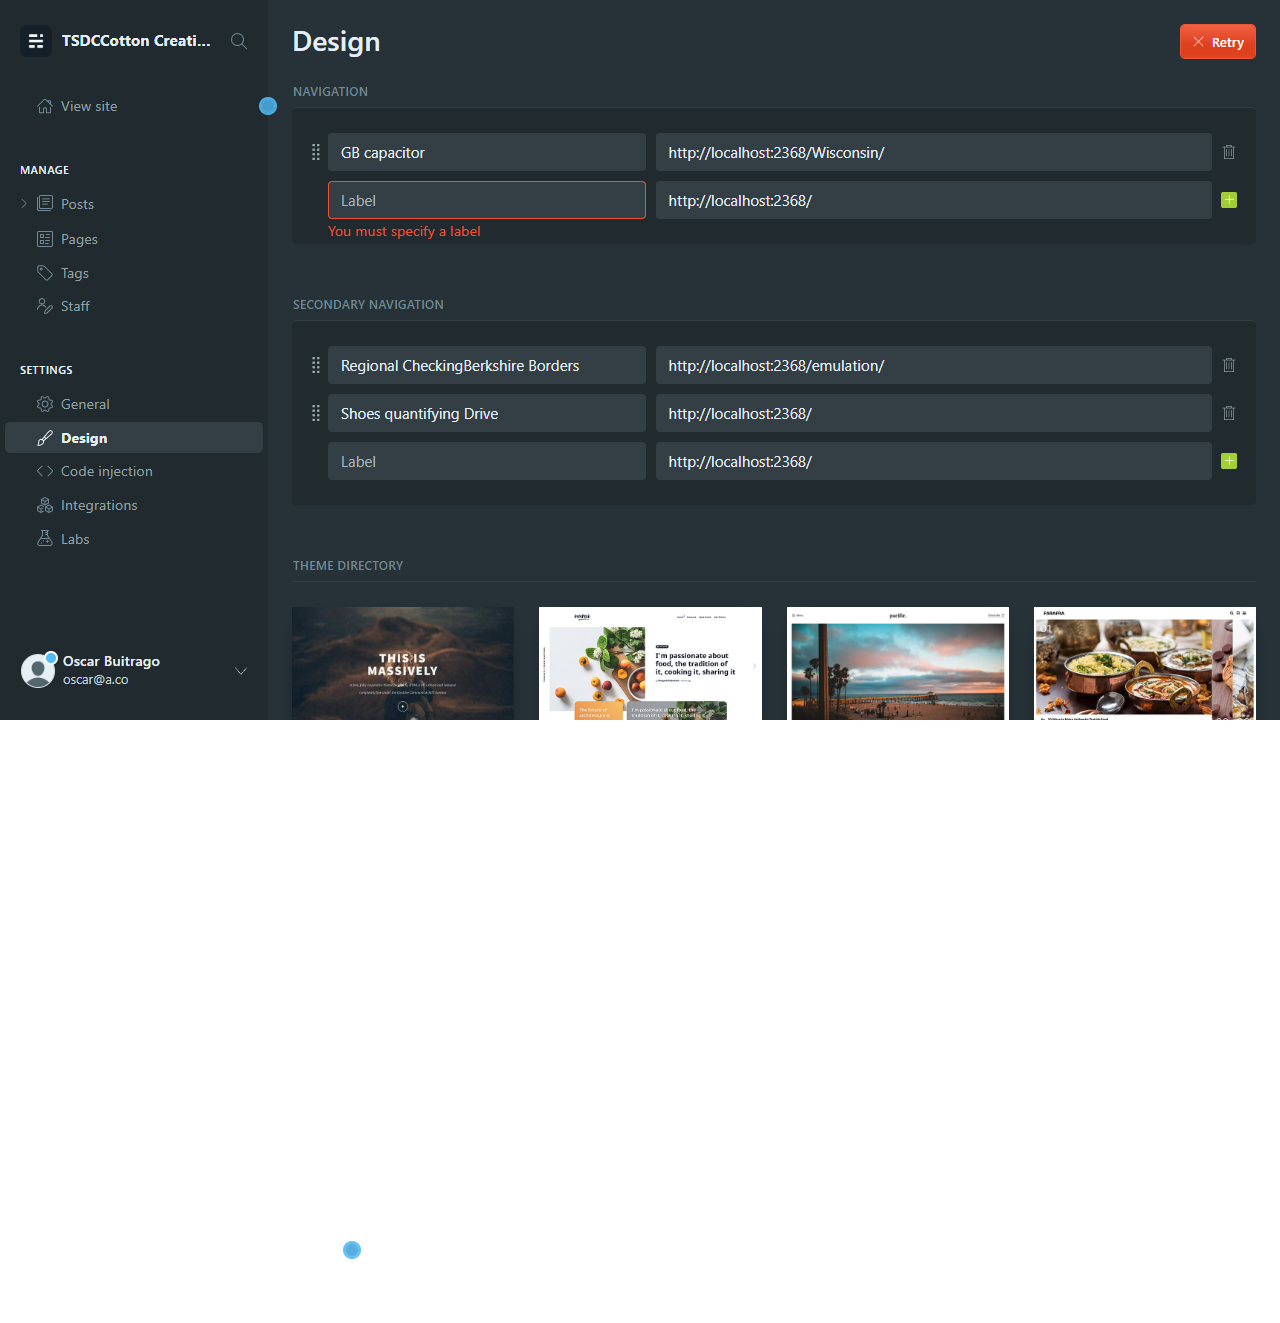 TSDCCotton Creati...
View site
MANAGE
Posts
Pages
Tags
Staff
SETTINGS
General
Design
Code injection
Integrations
Labs
Oscar Buitrago
oscar@a.co
Design
Retry
NAVIGATION
GB capacitor
http://localhost:2368/Wisconsin/
Label
http://localhost:2368/
You must specify a label
SECONDARY NAVIGATION
Regional CheckingBerkshire Borders
http://localhost:2368/emulation/
Shoes quantifying Drive
http://localhost:2368/
Label
http://localhost:2368/
THEME DIRECTORY
THIS IS
MASSIVELY
I'm passionate about
food, the tradition of
it, cooking it, sharing it
pacific.